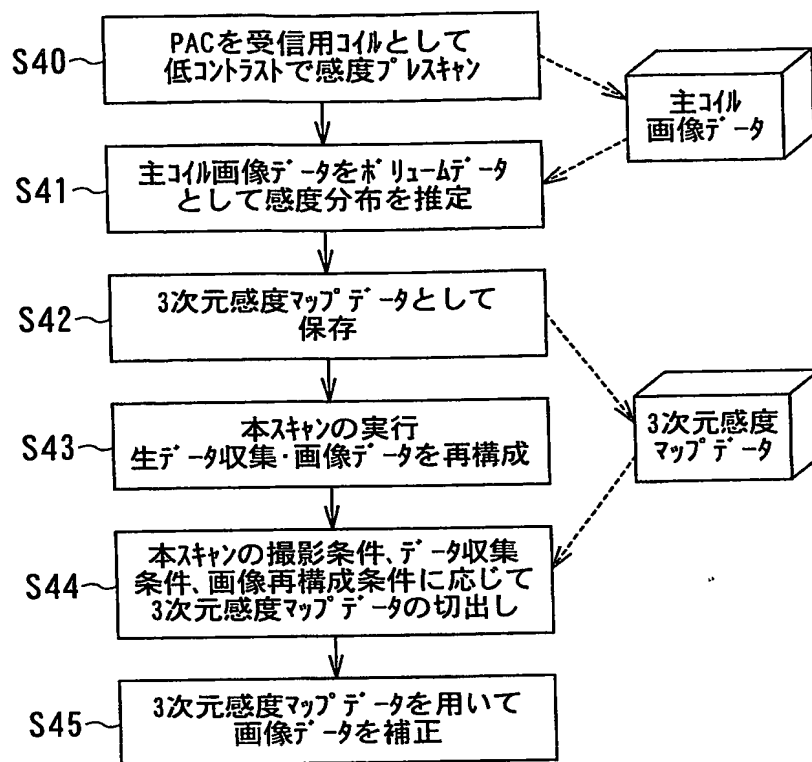 S40
PACを受信用ｺｲﾙとして
低ｺﾝﾄﾗｽﾄで感度ﾌﾟﾚｽｷｬﾝ
主ｺｲﾙ
画像ﾃﾞｰﾀ
S41
主ｺｲﾙ画像ﾃﾞｰﾀをﾎﾞﾘｭｰﾑﾃﾞｰﾀ
として感度分布を推定
S42
3次元感度ﾏｯﾌﾟﾃﾞｰﾀとして
保存
3次元感度
ﾏｯﾌﾟﾃﾞｰﾀ
S43
本ｽｷｬﾝの実行
生ﾃﾞｰﾀ収集･画像ﾃﾞｰﾀを再構成
S44
本ｽｷｬﾝの撮影条件､ﾃﾞｰﾀ収集
条件､画像再構成条件に応じて
3次元感度ﾏｯﾌﾟﾃﾞｰﾀの切出し
S45
3次元感度ﾏｯﾌﾟﾃﾞｰﾀを用いて
画像ﾃﾞｰﾀを補正